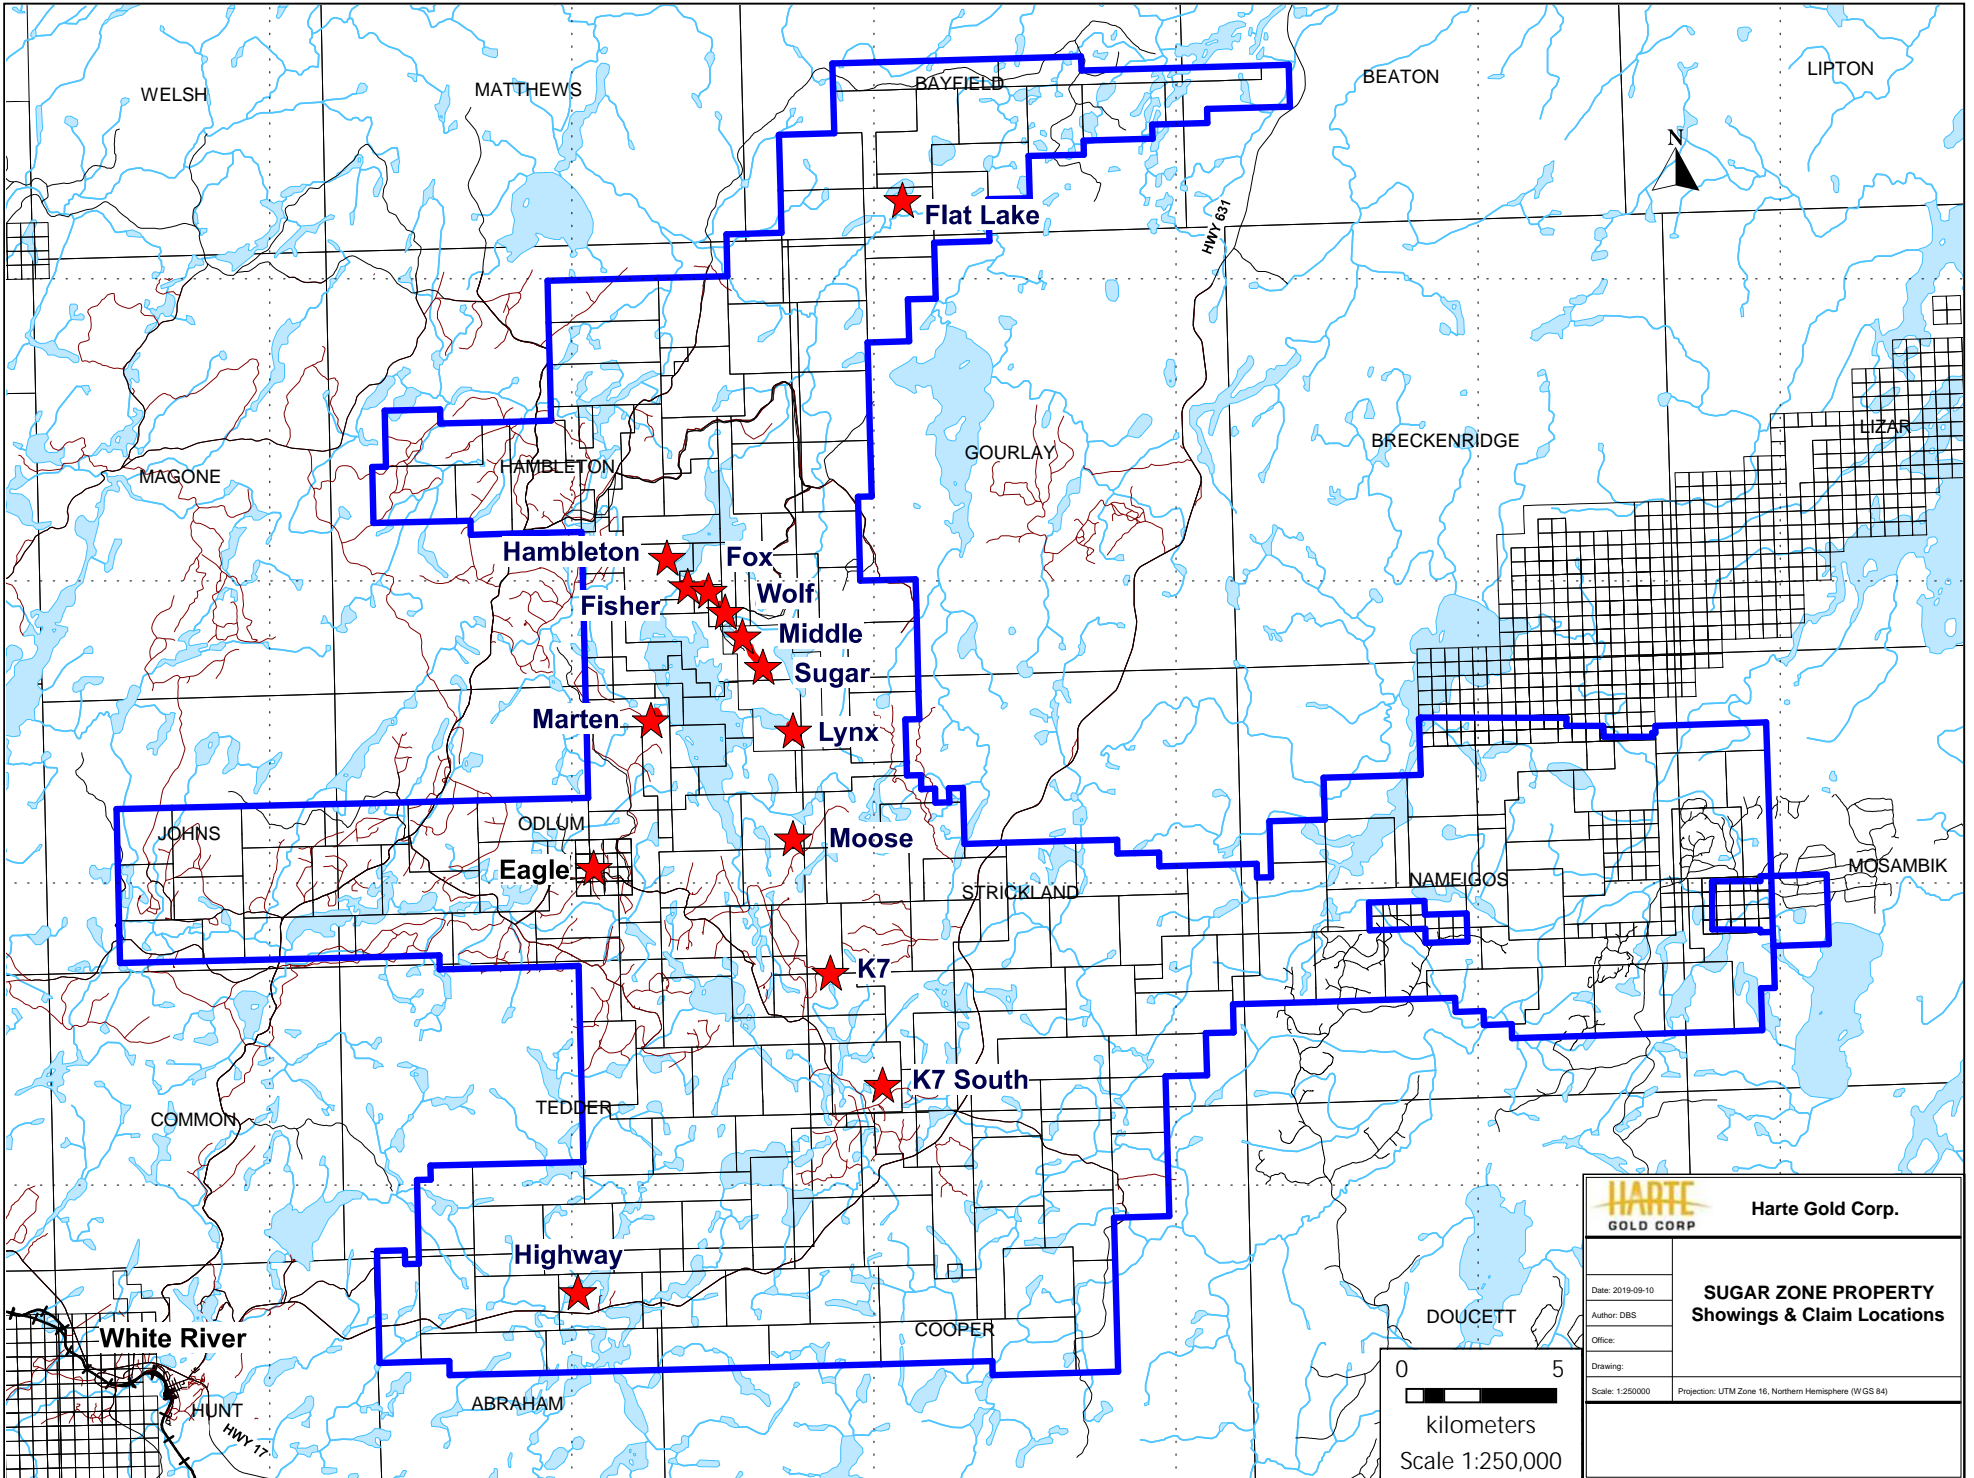 WELSH
MATTHEWS
BAYFIELD
BEATON
LIPTON
N
Flat Lake
HWY 631
MAGONE
HAMBLETON
GOURLAY
BRECKENRIDGE
LIZAR
Hambleton
Fox
Fisher
Wolf
Middle
Sugar
Marten
Lynx
JOHNS
ODLUM
Moose
Eagle
STRICKLAND
NAMEIGOS
MOSAMBIK
K7
K7 South
COMMON
TEDDER
Highway
COOPER
DOUCETT
White River
HUNT
HWY 17
ABRAHAM
0 5
kilometers
Scale 1:250,000
HARTE
GOLD CORP
Harte Gold Corp.
Date: 2019-09-10
Author: DBS
Office:
Drawing:
Scale: 1:250000
SUGAR ZONE PROPERTY
Showings & Claim Locations
Projection: UTM Zone 16, Northern Hemisphere (WGS 84)